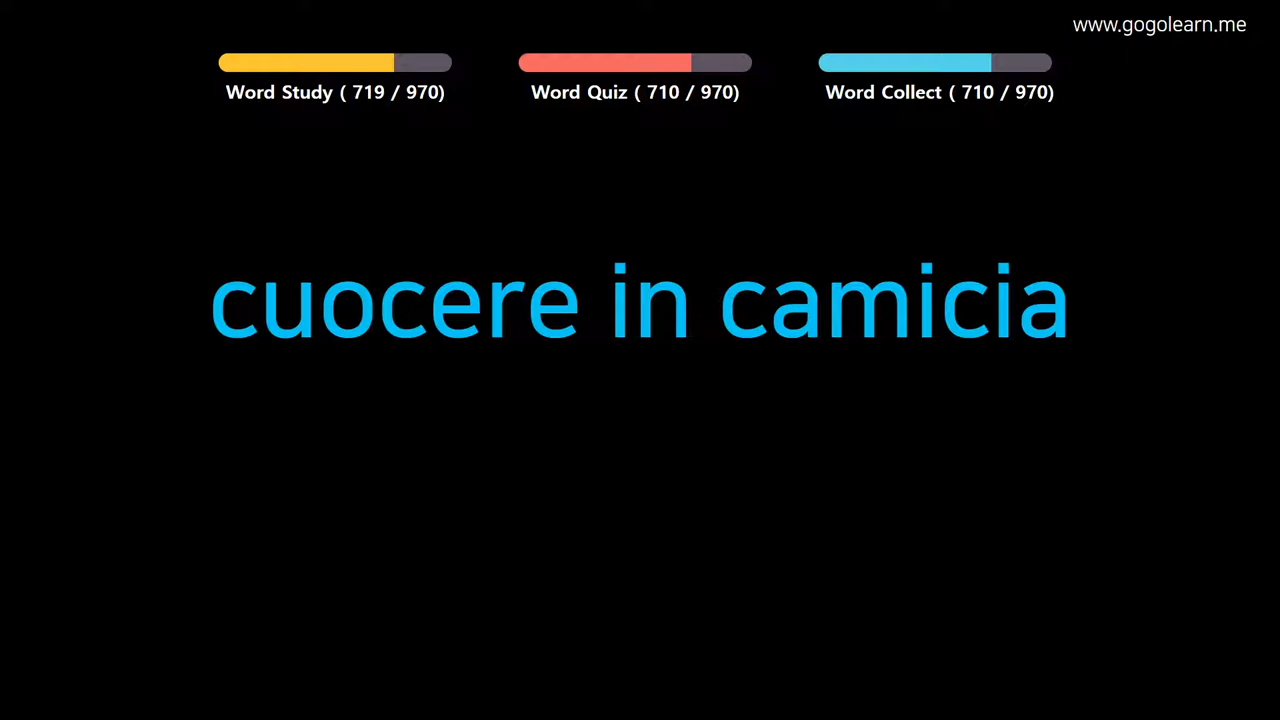 www.gogolearn.me
Word Study ( 719 / 970)
Word Quiz ( 710 / 970)
Word Collect ( 710 / 970)
cuocere in camicia